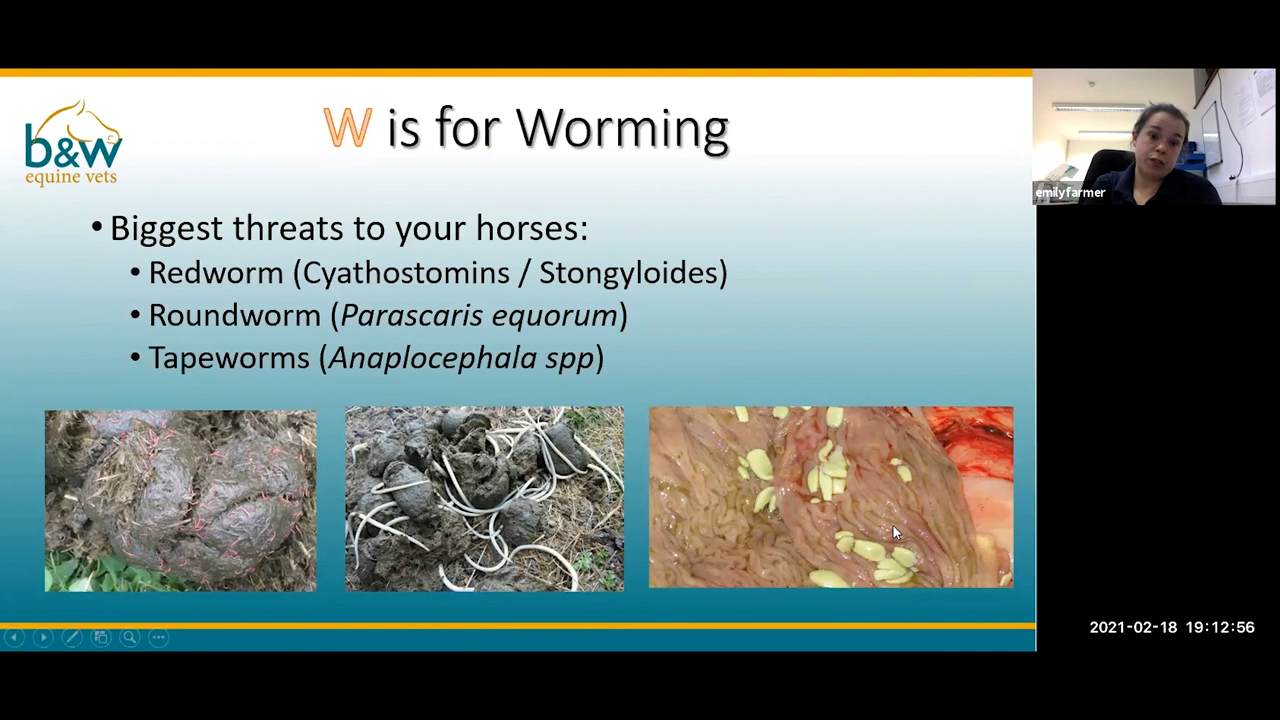 W is for Worming
b&w
equine vets
• Biggest threats to your horses:
• Redworm (Cyathostomins / Stongyloides)
• Roundworm (Parascaris equorum)
• Tapeworms (Anaplocephala spp)
emilyfarmer
2021-02-18 19:12:56